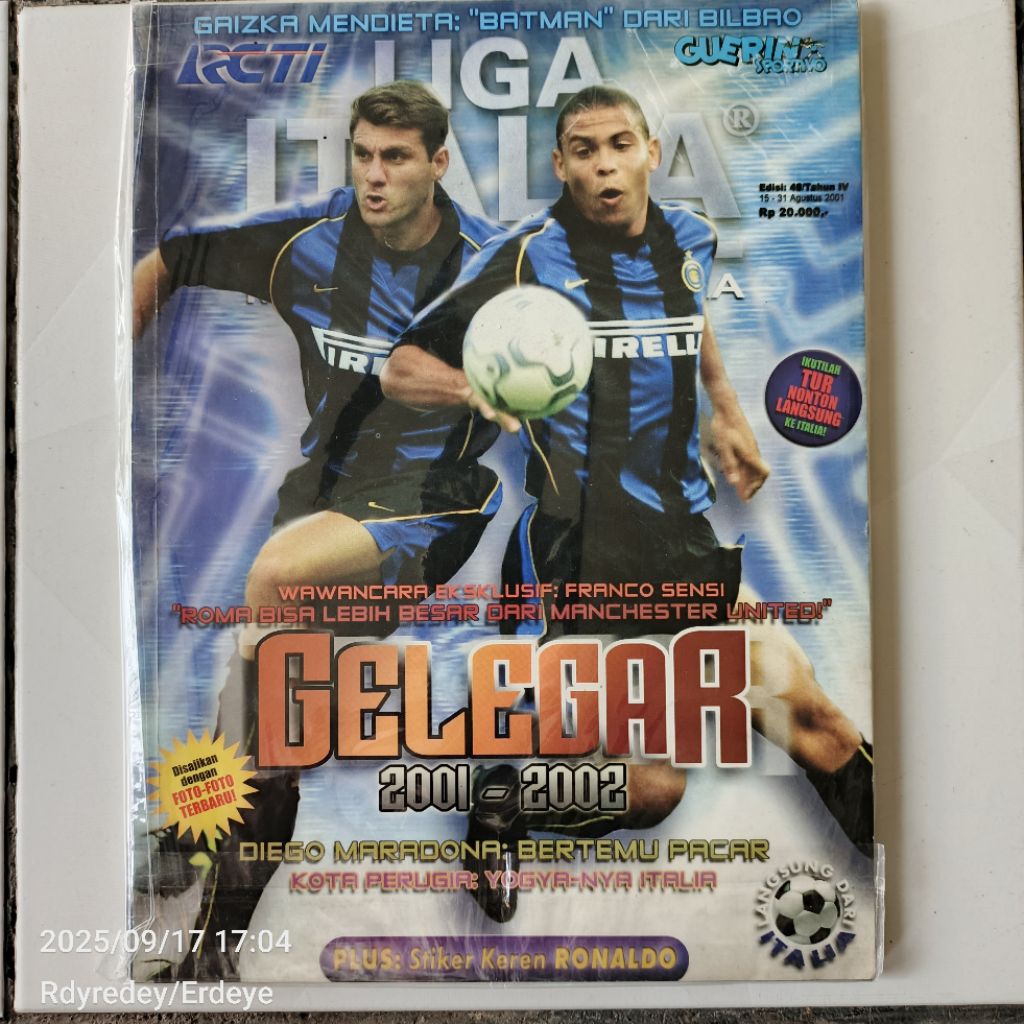 GAIZKA MENDIETA: "BATMAN" DARI BILBAO
RCTI
LIGA
GUERIN
SPORTIVO
ITALIA®
Edisi: 48/Tahun IV
15 - 31 Agustus 2001
Rp 20.000,-
PIRELLI
PIRELLI
IKUTILAH
TUR
NONTON
LANGSUNG
KE ITALIA!
WAWANCARA EKSKLUSIF: FRANCO SENSI
"ROMA BISA LEBIH BESAR DARI MANCHESTER UNITED!"
GELEGAR
2001 - 2002
Disajikan
dengan
FOTO-FOTO
TERBARU!
DIEGO MARADONA: BERTEMU PACAR
KOTA PERUGIA: YOGYA-NYA ITALIA
LANGSUNG DARI
ITALIA
PLUS: Stiker Keren RONALDO
2025/09/17 17:04
Rdyredey/Erdeye